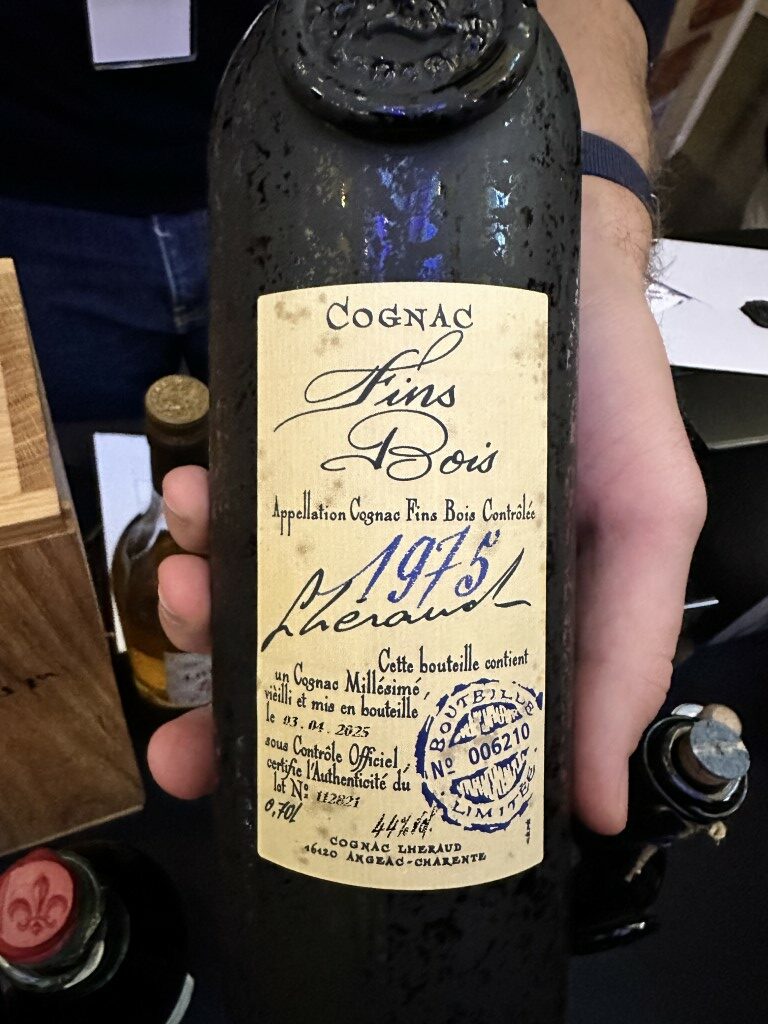 COGNAC
Fins
Bois
Appellation Cognac Fins Bois Contrôlée
1975
Lheraud
Cette bouteille contient
un Cognac Millésimé,
vieilli et mis en bouteille
le 03.04.2025
sous Contrôle Officiel,
certifie l'Authenticité du
lot N° 112821
0,70L
44% Vol.
BOUTEILLE
N° 006210
LIMITÉE
COGNAC LHERAUD
16120 ANGEAC-CHARENTE